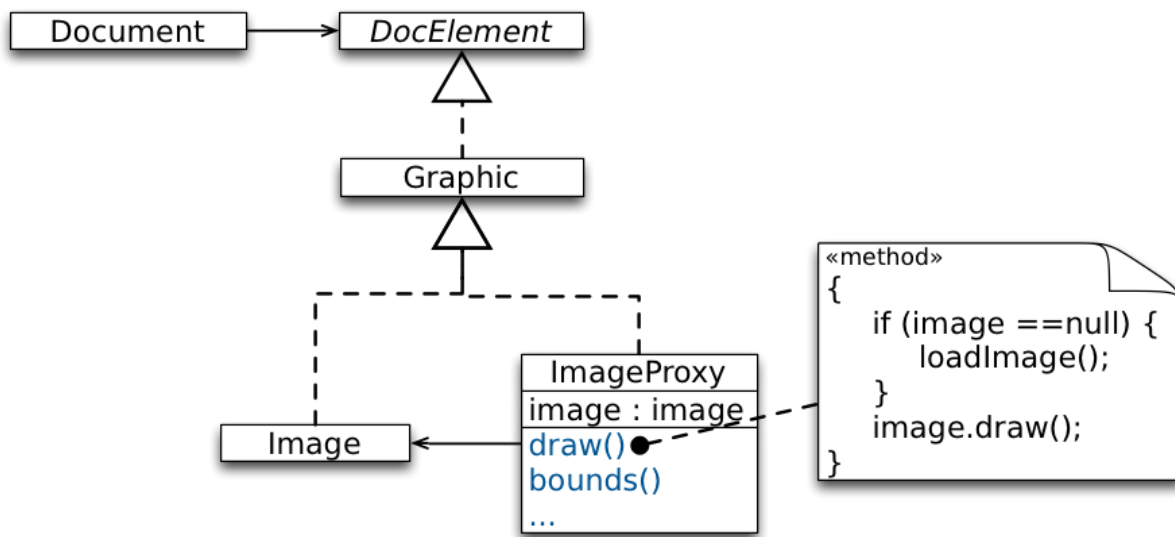 Document
DocElement
Graphic
Image
ImageProxy
image : image
draw()
bounds()
...
«method»
{
if (image ==null) {
loadImage();
}
image.draw();
}